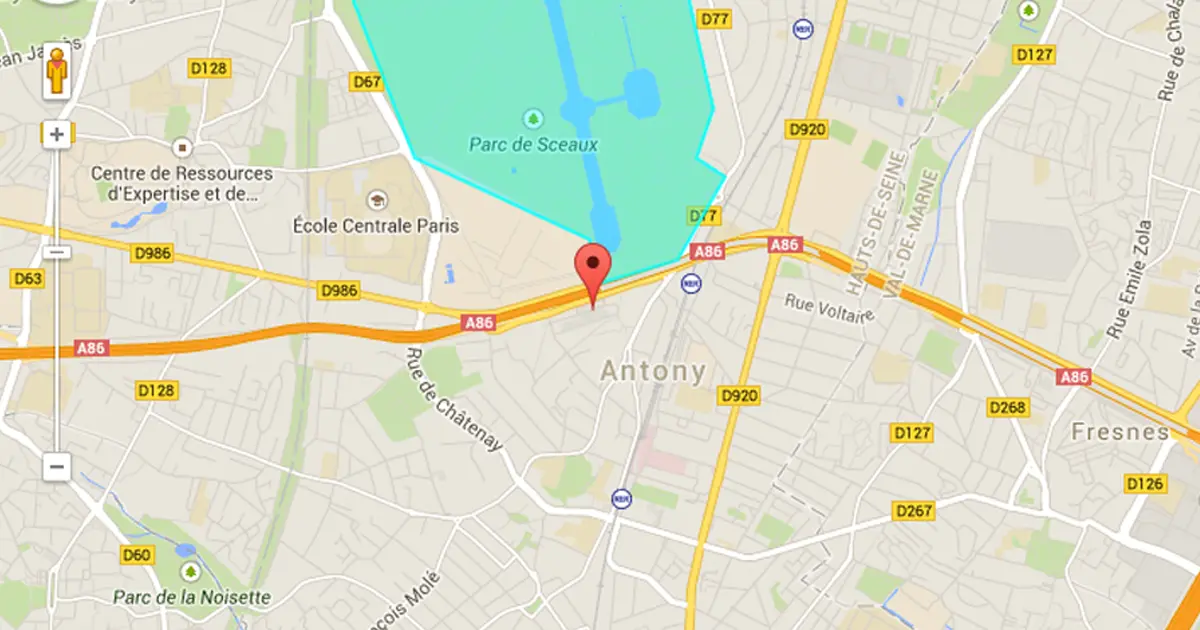 D77
D127
Rue de Chala
ean Jaurès
D128
D67
D920
Parc de Sceaux
Centre de Ressources
d'Expertise et de...
École Centrale Paris
D77
HAUTS-DE-SEINE
VAL-DE-MARNE
Rue Emile Zola
D986
A86
A86
D63
D986
Rue Voltaire
Av de la
A86
A86
Rue de Châtenay
Antony
A86
D128
D920
D268
D127
Fresnes
D126
D267
D60
Parc de la Noisette
çois Molé